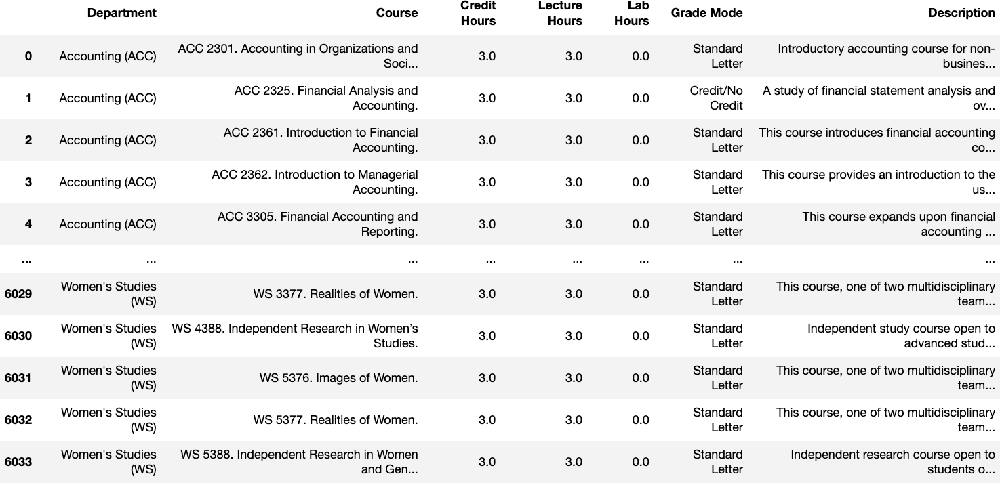 Department Course Credit Hours Lecture Hours Lab Hours Grade Mode Description
0 Accounting (ACC) ACC 2301. Accounting in Organizations and Soci... 3.0 3.0 0.0 Standard Letter Introductory accounting course for non-busines...
1 Accounting (ACC) ACC 2325. Financial Analysis and Accounting. 3.0 3.0 0.0 Credit/No Credit A study of financial statement analysis and ov...
2 Accounting (ACC) ACC 2361. Introduction to Financial Accounting. 3.0 3.0 0.0 Standard Letter This course introduces financial accounting co...
3 Accounting (ACC) ACC 2362. Introduction to Managerial Accounting. 3.0 3.0 0.0 Standard Letter This course provides an introduction to the us...
4 Accounting (ACC) ACC 3305. Financial Accounting and Reporting. 3.0 3.0 0.0 Standard Letter This course expands upon financial accounting ...
... ... ... ... ... ... ... ...
6029 Women's Studies (WS) WS 3377. Realities of Women. 3.0 3.0 0.0 Standard Letter This course, one of two multidisciplinary team...
6030 Women's Studies (WS) WS 4388. Independent Research in Women’s Studies. 3.0 3.0 0.0 Standard Letter Independent study course open to advanced stud...
6031 Women's Studies (WS) WS 5376. Images of Women. 3.0 3.0 0.0 Standard Letter This course, one of two multidisciplinary team...
6032 Women's Studies (WS) WS 5377. Realities of Women. 3.0 3.0 0.0 Standard Letter This course, one of two multidisciplinary team...
6033 Women's Studies (WS) WS 5388. Independent Research in Women and Gen... 3.0 3.0 0.0 Standard Letter Independent research course open to students o...